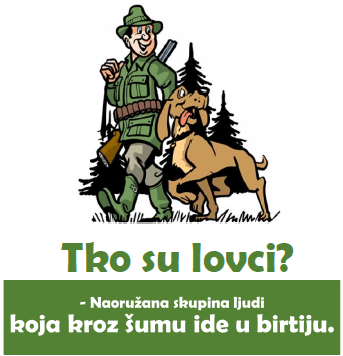 Tko su lovci?
- Naoružana skupina ljudi
koja kroz šumu ide u birtiju.